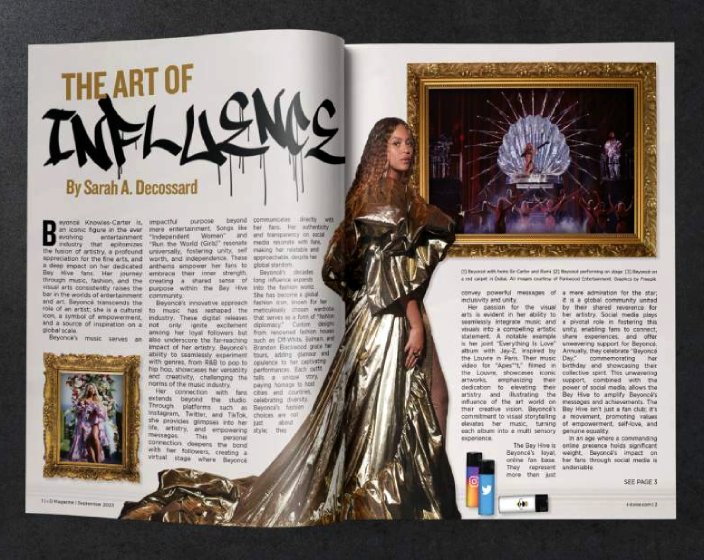 THE ART OF
INFLUENCE
By Sarah A. Decossard
Beyoncé Knowles-Carter, is
an iconic figure in the ever
evolving entertainment
industry that epitomizes
the fusion of artistry, a profound
appreciation for the fine arts, and
a deep impact on her dedicated
Bey Hive fans. Her journey
through music, fashion, and the
visual arts consistently raises the
bar in the worlds of entertainment
and art. Beyoncé transcends the
role of an artist; she is a cultural
icon, a symbol of empowerment,
and a source of inspiration on a
global scale.
Beyoncé's music serves an
impactful purpose beyond
mere entertainment. Songs like
"Independent Women" and
"Run the World (Girls)" resonate
universally, fostering unity, self
worth, and independence. These
anthems empower her fans to
embrace their inner strength,
creating a shared sense of
purpose within the Bey Hive
community.
Beyoncé's innovative approach
to music has reshaped the
industry. These digital releases
not only ignite excitement
among her loyal followers but
also underscore the far-reaching
impact of her artistry. Beyoncé's
ability to seamlessly experiment
with genres, from R&B to pop to
hip hop, showcases her versatility
and creativity, challenging the
norms of the music industry.
Her connection with fans
extends beyond the studio.
Through platforms such as
Instagram, Twitter, and TikTok,
she provides glimpses into her
life, artistry, and empowering
messages. This personal
connection deepens the bond
with her followers, creating a
virtual stage where Beyoncé
communicates directly with
her fans. Her authenticity
and transparency on social
media resonate with fans,
making her relatable and
approachable, despite her
global stardom.
Beyoncé's decades
long influence expands
into the fashion world.
She has become a global
fashion icon, known for her
meticulously chosen wardrobe
that serves as a form of "fashion
diplomacy." Custom designs
from renowned fashion houses
such as Off-White, Balmain, and
Brandon Blackwood grace her
tours, adding glamour and
opulence to her captivating
performances. Each outfit
tells a unique story,
paying homage to host
cities and countries,
celebrating diversity.
Beyoncé's fashion
choices are not
just about
style; they
(1) Beyoncé with twins Sir Carter and Rumi (2) Beyoncé performing on stage (3) Beyoncé on
a red carpet in Dubai. All images courtesy of Parkwood Entertainment. Graphics by Freepik.
convey powerful messages of
inclusivity and unity.
Her passion for the visual
arts is evident in her ability to
seamlessly integrate music and
visuals into a compelling artistic
statement. A notable example
is her joint "Everything Is Love"
album with Jay-Z, inspired by
the Louvre in Paris. Their music
video for "Apes**t," filmed in
the Louvre, showcases iconic
artworks, emphasizing their
dedication to elevating their
artistry and illustrating the
influence of the art world on
their creative vision. Beyoncé's
commitment to visual storytelling
elevates her music, turning
each album into a multi sensory
experience.
The Bey Hive is
Beyoncé's loyal,
online fan base.
They represent
more than just
a mere admiration for the star;
it is a global community united
by their shared reverence for
her artistry. Social media plays
a pivotal role in fostering this
unity, enabling fans to connect,
share experiences, and offer
unwavering support for Beyoncé.
Annually, they celebrate "Beyoncé
Day," commemorating her
birthday and showcasing their
collective spirit. This unwavering
support, combined with the
power of social media, allows the
Bey Hive to amplify Beyoncé's
messages and achievements. The
Bey Hive isn't just a fan club; it's
a movement, promoting values
of empowerment, self-love, and
genuine equality.
In an era where a commanding
online presence holds significant
weight, Beyoncé's impact on
her fans through social media is
undeniable.
SEE PAGE 3
Magazine | September 2023